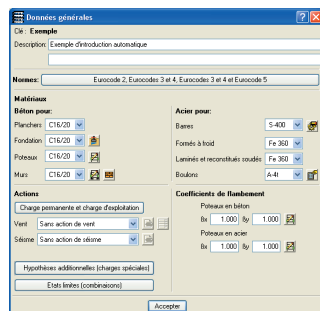 Données générales
Clé : Exemple
Description: Exemple d'introduction automatique
Normes: Eurocode 2, Eurocodes 3 et 4, Eurocodes 3 et 4 et Eurocode 5
Matériaux
Béton pour:
Planchers C16/20
Fondation C16/20
Poteaux C16/20
Murs C16/20
Acier pour:
Barres S-400
Formés à froid Fe 360
Laminés et reconstitués soudés Fe 360
Boulons A-4t
Actions
Charge permanente et charge d'exploitation
Vent Sans action de vent
Séisme Sans action de séisme
Hypothèses additionnelles (charges spéciales)
Etats limites (combinaisons)
Coefficients de flambement
Poteaux en béton
βx 1.000 βy 1.000
Poteaux en acier
βx 1.000 βy 1.000
Accepter